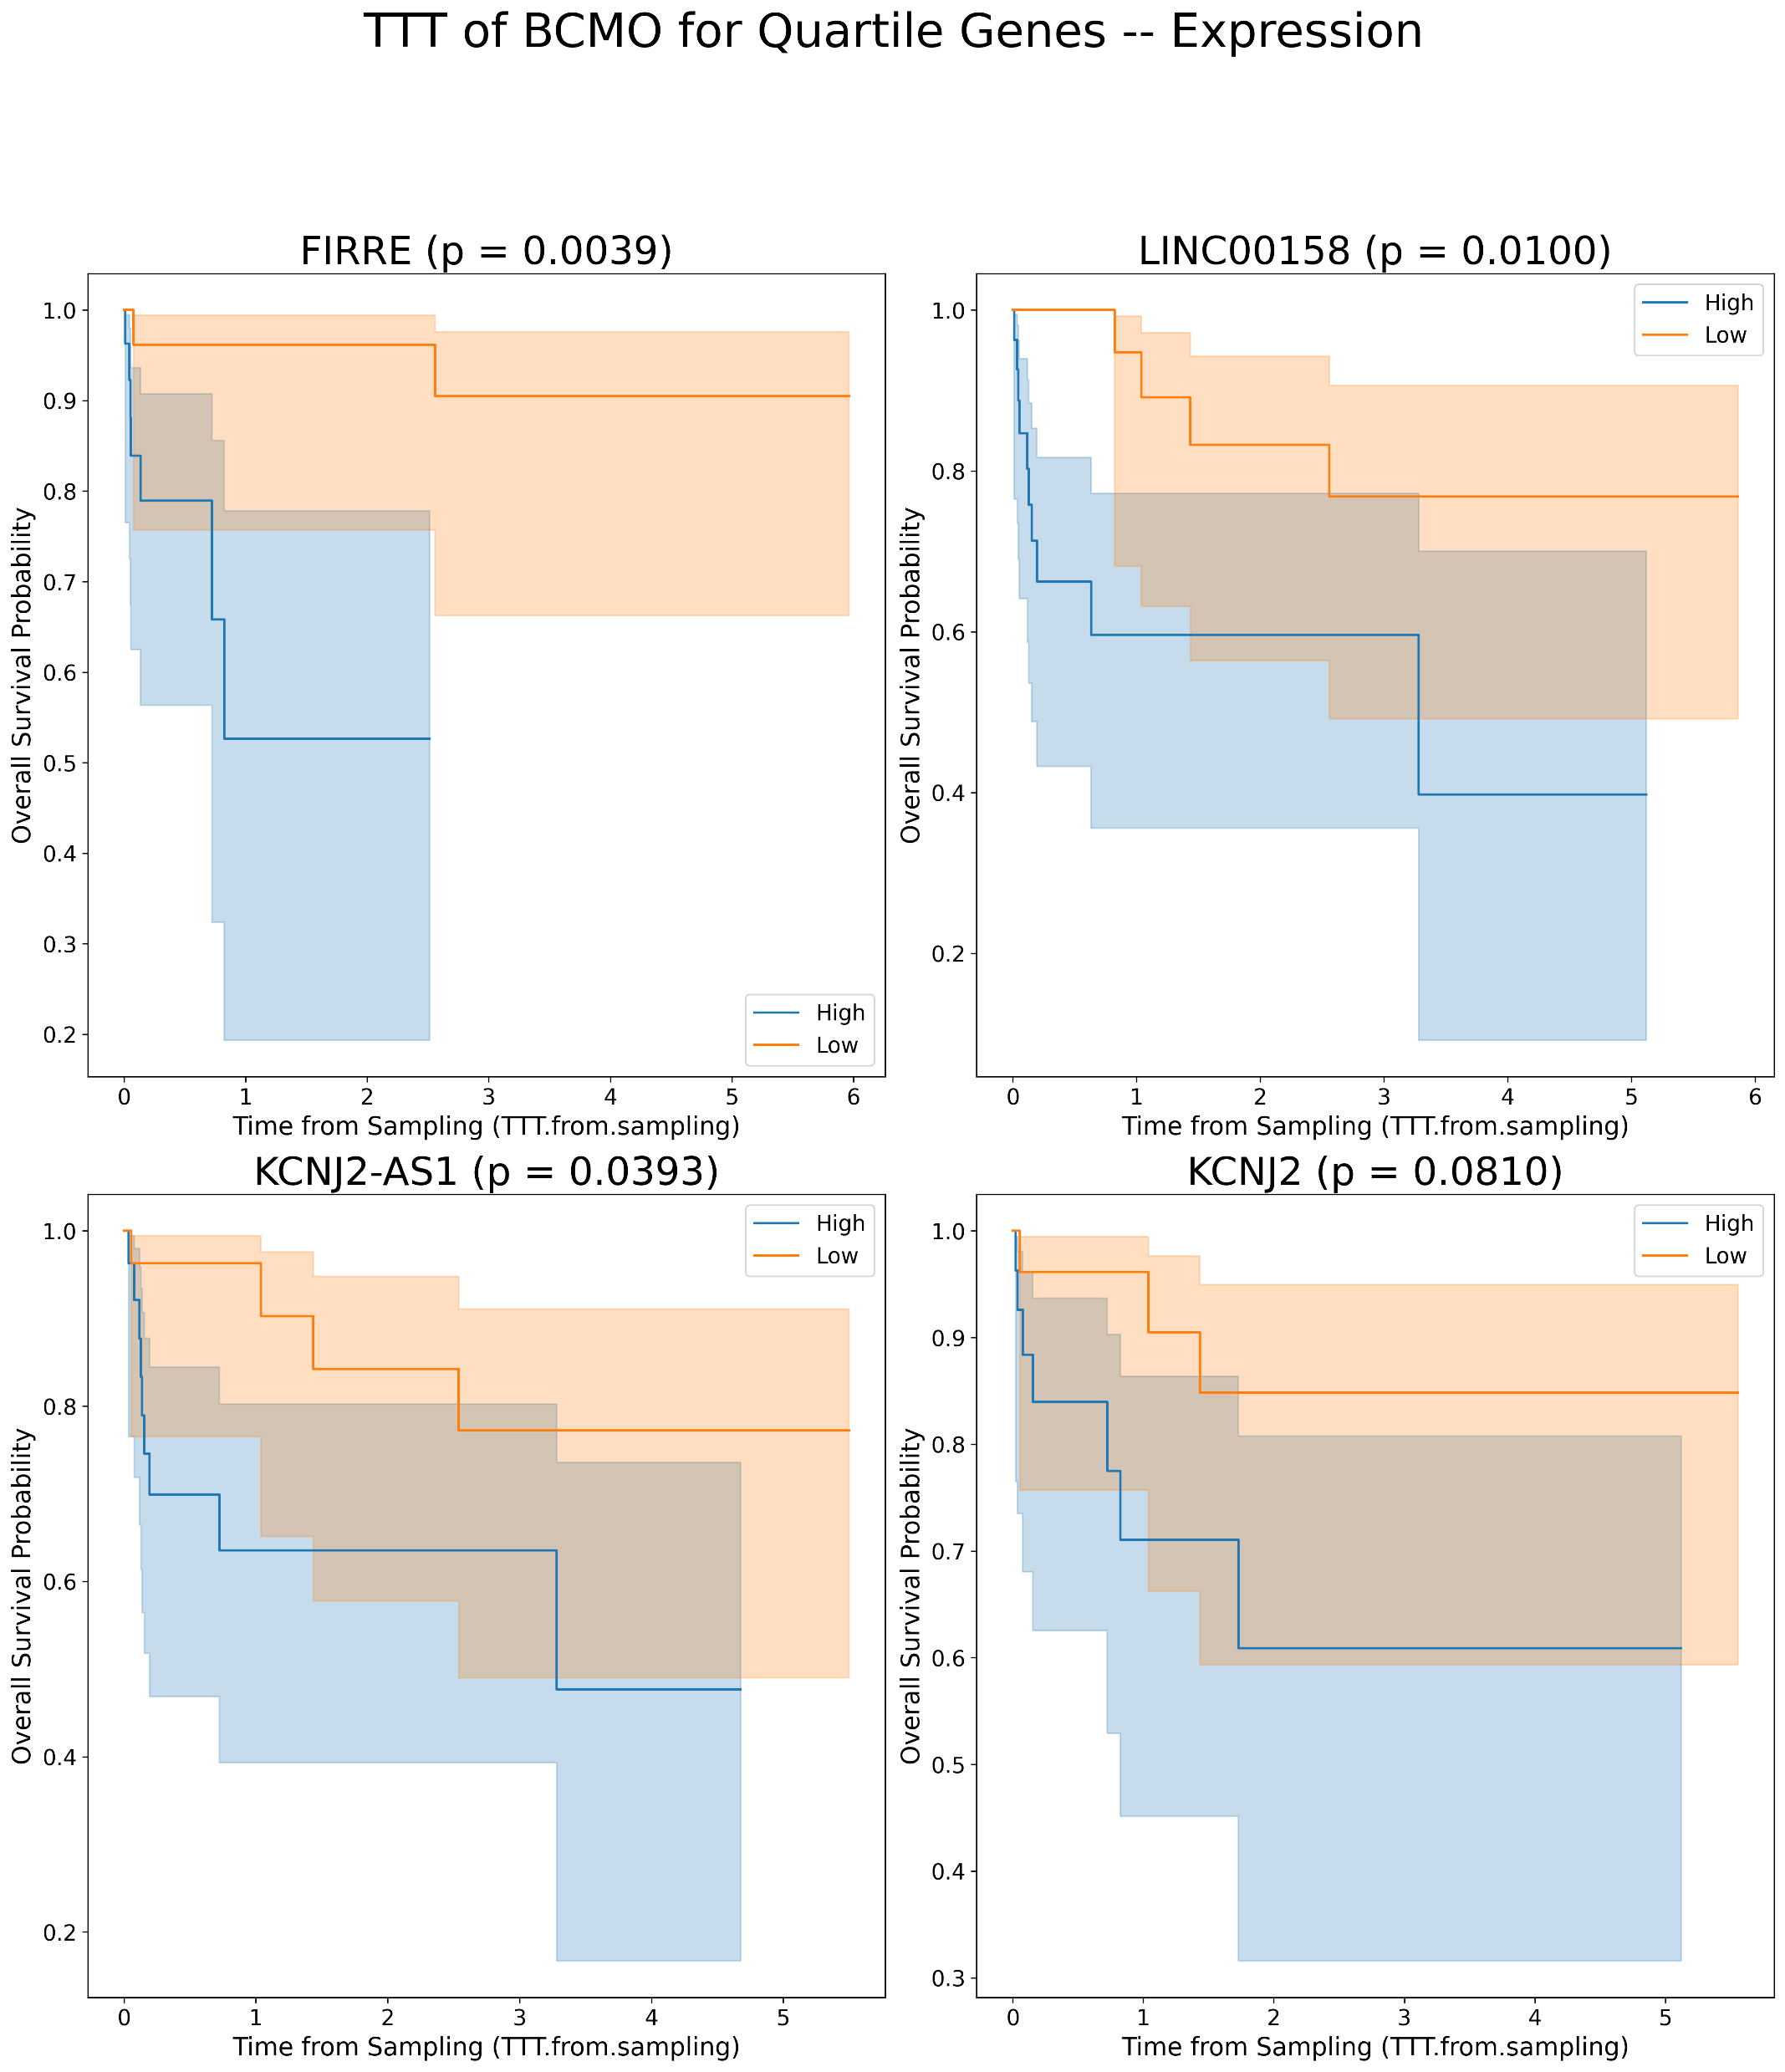 TTT of BCMO for Quartile Genes -- Expression
FIRRE (p = 0.0039)
Overall Survival Probability
1.0
0.9
0.8
0.7
0.6
0.5
0.4
0.3
0.2
High
Low
0 1 2 3 4 5 6
Time from Sampling (TTT.from.sampling)
LINC00158 (p = 0.0100)
Overall Survival Probability
1.0
0.8
0.6
0.4
0.2
High
Low
0 1 2 3 4 5 6
Time from Sampling (TTT.from.sampling)
KCNJ2-AS1 (p = 0.0393)
Overall Survival Probability
1.0
0.8
0.6
0.4
0.2
High
Low
0 1 2 3 4 5
Time from Sampling (TTT.from.sampling)
KCNJ2 (p = 0.0810)
Overall Survival Probability
1.0
0.9
0.8
0.7
0.6
0.5
0.4
0.3
High
Low
0 1 2 3 4 5
Time from Sampling (TTT.from.sampling)